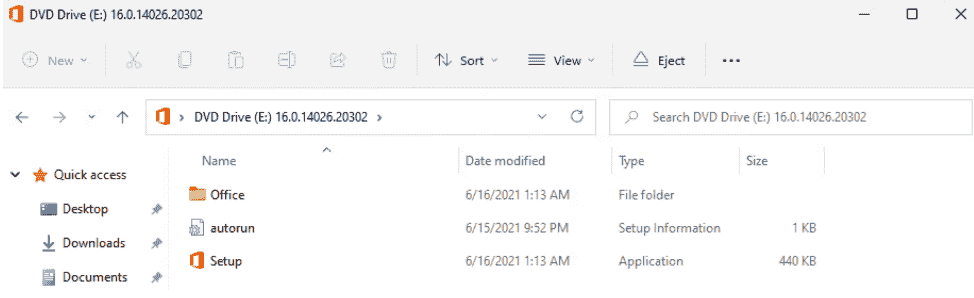 DVD Drive (E:) 16.0.14026.20302
New Sort View Eject
DVD Drive (E:) 16.0.14026.20302 Search DVD Drive (E:) 16.0.14026.20302
Name Date modified Type Size
Quick access
Office 6/16/2021 1:13 AM File folder
Desktop
autorun 6/15/2021 9:52 PM Setup Information 1 KB
Downloads
Setup 6/16/2021 1:13 AM Application 440 KB
Documents